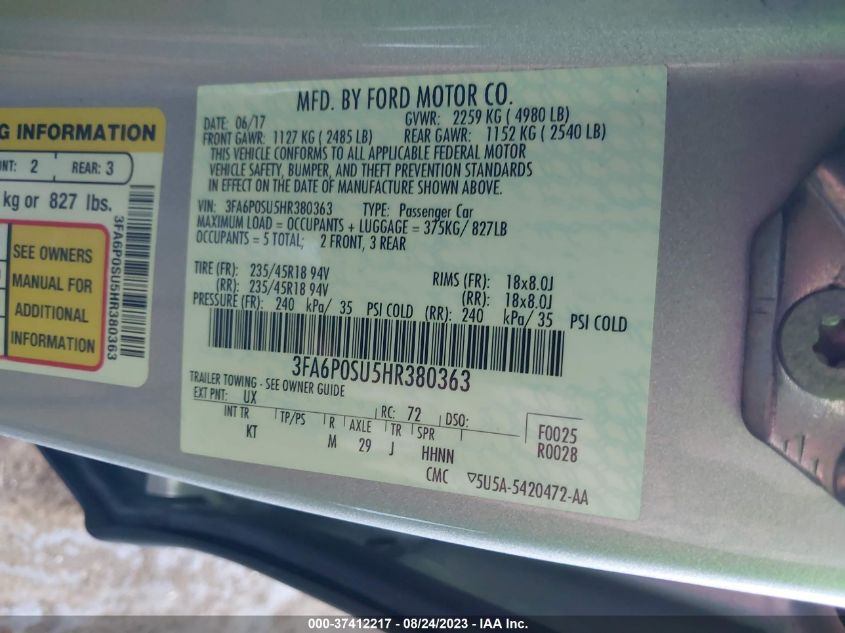 G INFORMATION
NT: 2 REAR: 3
kg or 827 lbs.
SEE OWNERS
MANUAL FOR
ADDITIONAL
INFORMATION
3FA6P0SU5HR380363
MFD. BY FORD MOTOR CO.
DATE: 06/17 GVWR: 2259 KG ( 4980 LB)
FRONT GAWR: 1127 KG ( 2485 LB) REAR GAWR: 1152 KG ( 2540 LB)
THIS VEHICLE CONFORMS TO ALL APPLICABLE FEDERAL MOTOR
VEHICLE SAFETY, BUMPER, AND THEFT PREVENTION STANDARDS
IN EFFECT ON THE DATE OF MANUFACTURE SHOWN ABOVE.
VIN: 3FA6P0SU5HR380363 TYPE: Passenger Car
MAXIMUM LOAD = OCCUPANTS + LUGGAGE = 375KG/ 827LB
OCCUPANTS = 5 TOTAL; 2 FRONT, 3 REAR
TIRE (FR): 235/45R18 94V RIMS (FR): 18x8.0J
(RR): 235/45R18 94V (RR): 18x8.0J
PRESSURE (FR): 240 kPa/ 35 PSI COLD (RR): 240 kPa/ 35 PSI COLD
3FA6P0SU5HR380363
TRAILER TOWING - SEE OWNER GUIDE
EXT PNT: UX RC: 72 DSO: F0025
INT TR TP/PS R AXLE TR SPR R0028
KT M 29 J HHNN
CMC ▽5U5A-5420472-AA
000-37412217 - 08/24/2023 - © IAA Inc.